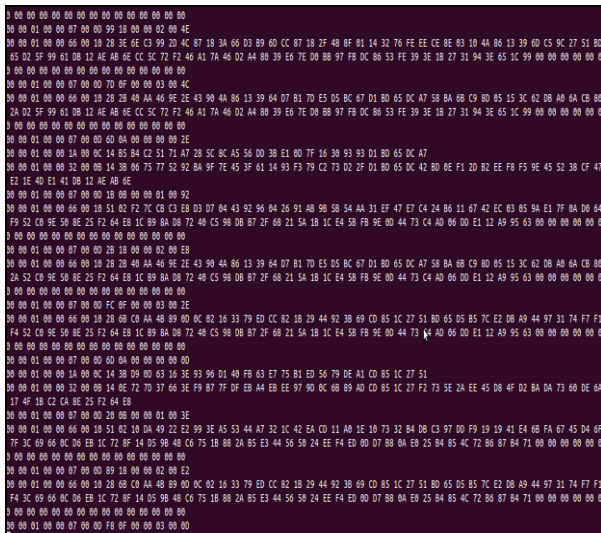 0 00 00 00 00 00 00 00 00 00 00 00 00 00
00 00 01 00 00 07 00 0D 99 18 00 00 02 00 4E
00 00 01 00 00 66 00 10 28 3E 6E C3 99 2D 4C 87 18 3A 66 D3 B9 6D CC 87 18 2F 48 8F 01 14 32 76 FE EE CE 8E 03 10 4A 86 13 39 6D C5 9C 27 51 BD
65 D2 5F 99 61 DB 12 AE AB 6E CC 5C 72 F2 46 A1 7A 46 D2 A4 80 39 E6 7E D0 BB 97 FB DC 86 53 FE 39 3E 1B 27 31 94 3E 65 1C 99 00 00 00 00 0
0 00 00 00 00 00 00 00 00 00 00 00 00 00
00 00 01 00 00 07 00 0D 7D 0F 00 00 03 00 4C
00 00 01 00 00 66 00 10 28 2B 40 AA 46 9E 2E 43 90 4A 86 13 39 64 D7 B1 7D E5 D5 BC 67 D1 BD 65 DC A7 58 BA 6B C9 8D 05 15 3C 62 DB A0 6A CB 80
2A D2 5F 99 61 DB 12 AE AB 6E CC 5C 72 F2 46 A1 7A 46 D2 A4 80 39 E6 7E D0 BB 97 FB DC 86 53 FE 39 3E 1B 27 31 94 3E 65 1C 99 00 00 00 00 0
0 00 00 00 00 00 00 00 00 00 00 00 00 00
00 00 01 00 00 07 00 0D 6D 0A 00 00 00 00 2E
00 00 01 00 00 1A 00 0C 14 B5 B4 C2 51 71 A7 28 5C 8C A5 56 DD 3B E1 0D 7F 16 30 93 93 D1 BD 65 DC A7
00 00 01 00 00 32 00 0B 14 3B 06 75 77 52 92 BA 9F 7E 45 3F 61 14 93 F3 79 C2 73 D2 2F D1 BD 65 DC 42 BD 0E F1 2D B2 EE F8 F5 9E 45 52 38 CF 47
E2 1E 4D E1 41 DB 12 AE AB 6E
00 00 01 00 00 07 00 0D 1B 0B 00 00 01 00 92
00 00 01 00 00 66 00 10 51 02 F2 7C CB C3 E8 D3 D7 04 43 92 96 04 26 91 AB 9B 5B 54 AA 31 EF 47 E7 C4 24 B6 11 67 42 EC 03 05 9A E1 7F 0A D0 64
F9 52 C0 9E 50 8E 25 F2 64 E8 1C B9 8A D8 72 40 C5 98 DB B7 2F 68 21 5A 1B 1C E4 5B FB 9E 0D 44 73 C4 AD 06 DD E1 12 A9 95 63 00 00 00 00 0
0 00 00 00 00 00 00 00 00 00 00 00 00 00
00 00 01 00 00 07 00 0D 2B 18 00 00 02 00 E8
00 00 01 00 00 66 00 10 28 2B 40 AA 46 9E 2E 43 90 4A 86 13 39 64 D7 B1 7D E5 D5 BC 67 D1 BD 65 DC A7 58 BA 6B C9 8D 05 15 3C 62 DB A0 6A CB 80
2A 52 C0 9E 50 8E 25 F2 64 E8 1C B9 8A D8 72 40 C5 98 DB B7 2F 68 21 5A 1B 1C E4 5B FB 9E 0D 44 73 C4 AD 06 DD E1 12 A9 95 63 00 00 00 00 0
0 00 00 00 00 00 00 00 00 00 00 00 00 00
00 00 01 00 00 07 00 0D FC 0F 00 00 03 00 2E
00 00 01 00 00 66 00 10 28 6B C0 AA 4B 89 0D 0C 02 16 33 79 ED CC 82 1B 29 44 92 3B 69 CD 85 1C 27 51 BD 65 D5 B5 7C E2 DB A9 44 97 31 74 F7 F1
F4 52 C0 9E 50 8E 25 F2 64 E8 1C B9 8A D8 72 40 C5 98 DB B7 2F 68 21 5A 1B 1C E4 5B FB 9E 0D 44 73 C4 AD 06 DD E1 12 A9 95 63 00 00 00 00 0
0 00 00 00 00 00 00 00 00 00 00 00 00 00
00 00 01 00 00 07 00 0D 6D 0A 00 00 00 00 0D
00 00 01 00 00 1A 00 0C 14 3B D9 0D 63 16 3E 93 96 D1 40 FB 63 E7 75 B1 ED 56 79 DE A1 CD B5 1C 27 51
00 00 01 00 00 32 00 0B 14 0E 72 7D 37 66 3E F9 B7 7F DF EB A4 EB EE 97 9D 0C 6B 89 AD CD B5 1C 27 F2 73 5E 2A EE 45 D8 4F D2 BA DA 73 60 DE 6A
17 4F 1B C2 CA 8E 25 F2 64 E8
00 00 01 00 00 07 00 0D 20 0B 00 00 01 00 3E
00 00 01 00 00 66 00 10 51 02 10 DA 49 22 E2 99 3E A5 53 44 A7 32 1C 42 EA CD 11 A0 1E 10 73 32 B4 DB C3 97 DD F9 19 19 41 E4 6B FA 67 45 D4 6F
7F 3C 69 66 0C D6 EB 1C 72 8F 14 D5 9B 48 C6 75 1B 88 2A B5 E3 44 56 50 24 EE F4 ED 0D D7 B8 0A E0 25 B4 85 4C 72 B6 87 B4 71 00 00 00 00 0
0 00 00 00 00 00 00 00 00 00 00 00 00 00
00 00 01 00 00 07 00 0D 89 18 00 00 02 00 E2
00 00 01 00 00 66 00 10 28 6B C0 AA 4B 89 0D 0C 02 16 33 79 ED CC 82 1B 29 44 92 3B 69 AD CD B5 1C 27 51 BD 65 D5 B5 7C E2 DB A9 44 97 31 74 F7 F1
F4 3C 69 66 0C D6 EB 1C 72 8F 14 D5 9B 48 C6 75 1B 88 2A B5 E3 44 56 50 24 EE F4 ED 0D D7 B8 0A E0 25 B4 85 4C 72 B6 87 B4 71 00 00 00 00 0
0 00 00 00 00 00 00 00 00 00 00 00 00 00
00 00 01 00 00 07 00 0D F8 0F 00 00 03 00 0D